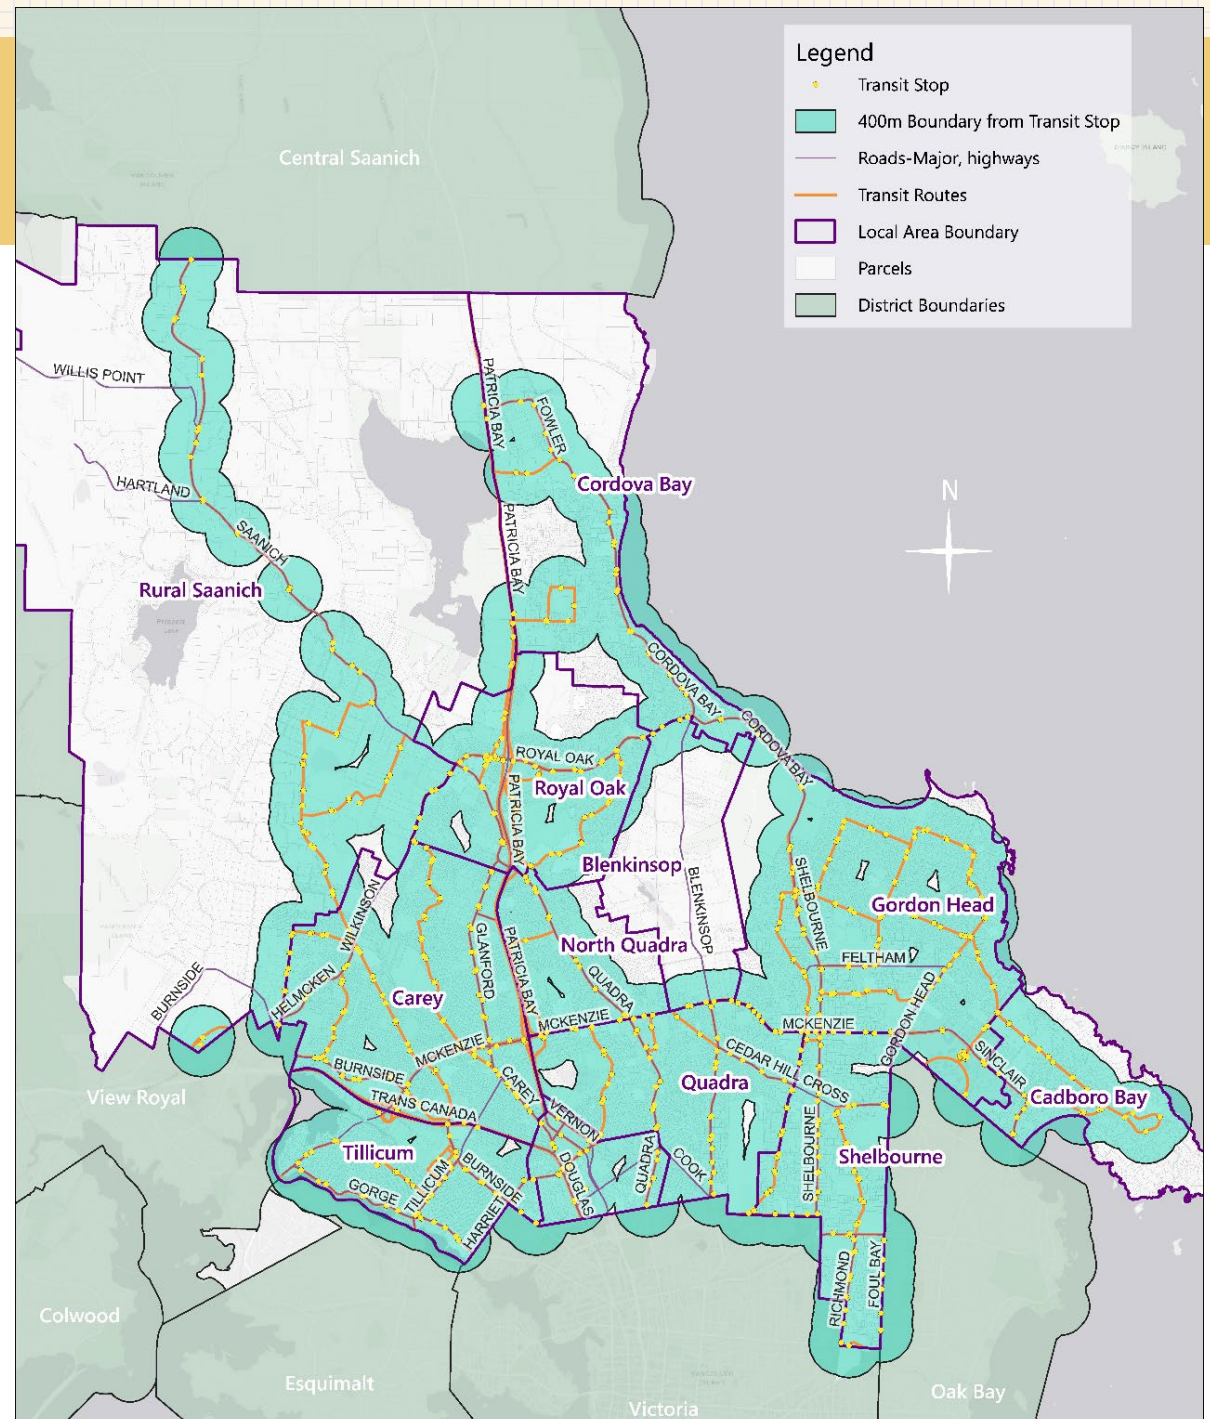 Legend
Transit Stop
400m Boundary from Transit Stop
Roads-Major, highways
Transit Routes
Local Area Boundary
Parcels
District Boundaries
Central Saanich
N
WILLIS POINT
PATRICIA BAY
FOWLER
HARTLAND
Cordova Bay
SAANICH
PATRICIA BAY
Rural Saanich
CORDOVA BAY
CORDOVA BAY
ROYAL OAK
PATRICIA BAY
Royal Oak
Blenkinsop
BLENKINSOP
SHELBOURNE
Gordon Head
WILKINSON
GLANFORD
PATRICIA BAY
North Quadra
QUADRA
FELTHAM
BURNSIDE
HELMCKEN
Carey
GORDON HEAD
MCKENZIE
MCKENZIE
MCKENZIE
BURNSIDE
CAREY
CEDAR HILL CROSS
SINCLAIR
Quadra
View Royal
TRANS CANADA
VERNON
Cadboro Bay
Tillicum
BURNSIDE
DOUGLAS
QUADRA
COOK
SHELBOURNE
Shelbourne
GORGE
TILLICUM
HARRIET
RICHMOND
FOUL BAY
Colwood
Esquimalt
Victoria
Oak Bay